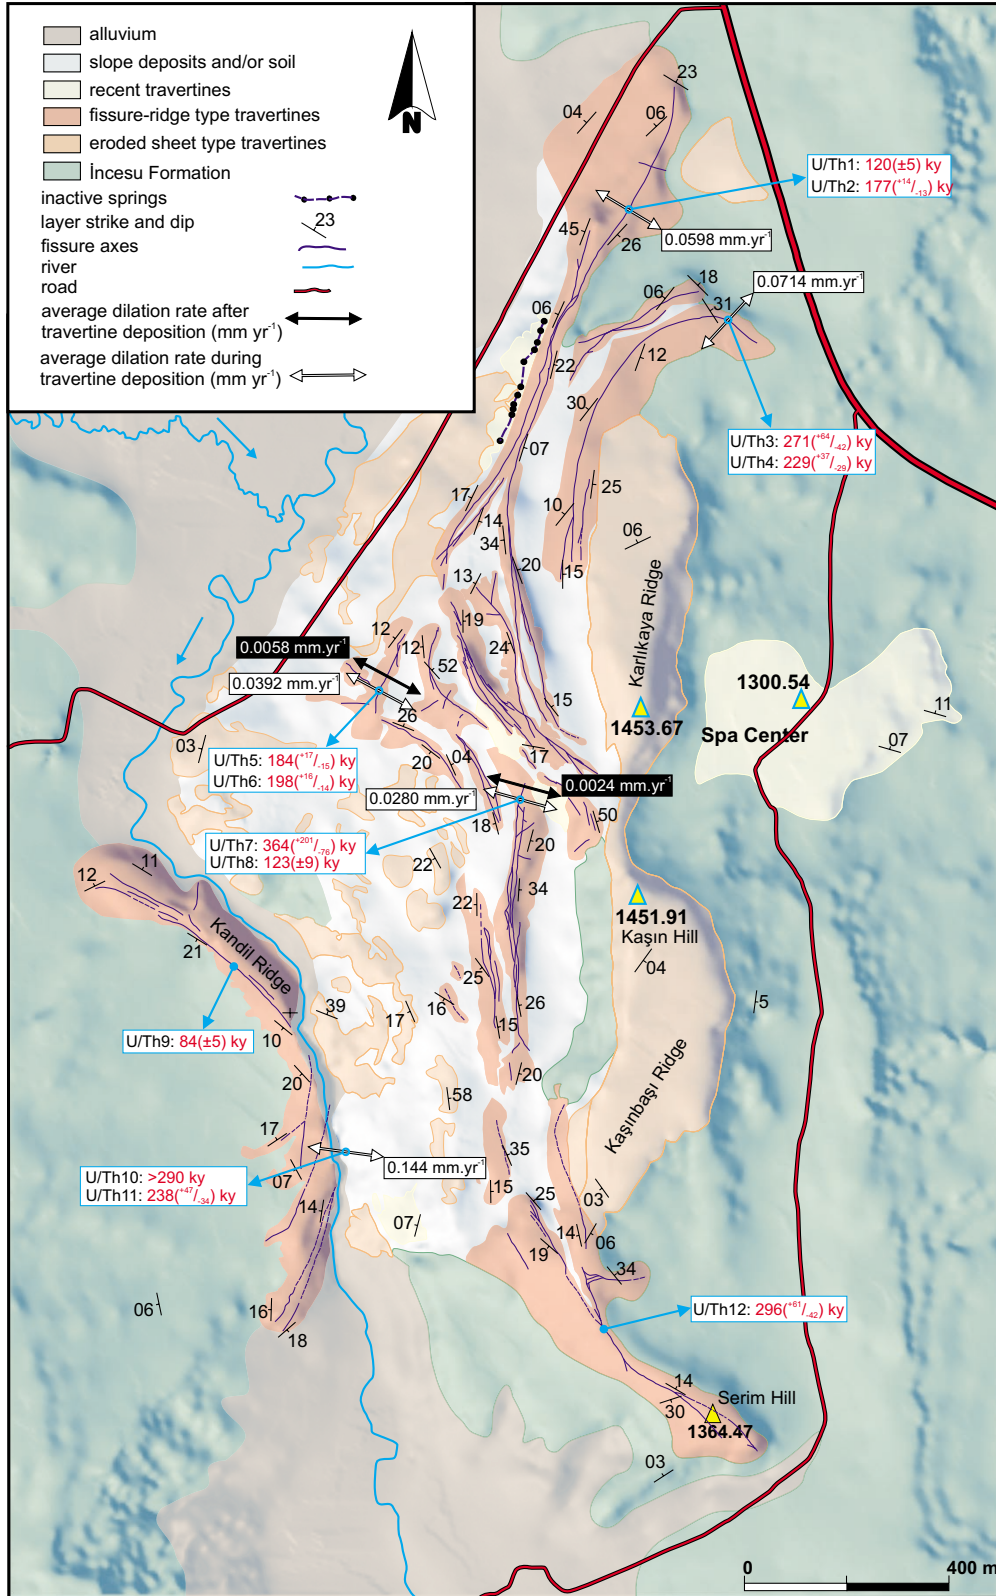 alluvium
slope deposits and/or soil
recent travertines
fissure-ridge type travertines
eroded sheet type travertines
İncesu Formation
inactive springs
layer strike and dip
23
fissure axes
river
road
average dilation rate after
travertine deposition (mm yr⁻¹)
average dilation rate during
travertine deposition (mm yr⁻¹)
N
23
04
06
U/Th1: 120(±5) ky
U/Th2: 177(⁺¹⁴/₋₁₃) ky
45
26
0.0598 mm.yr⁻¹
18
0.0714 mm.yr⁻¹
06
31
06
12
22
30
U/Th3: 271(⁺⁶⁴/₋₄₂) ky
U/Th4: 229(⁺³⁷/₋₂₉) ky
07
25
17
10
14
06
34
20
15
13
19
12
12
24
0.0058 mm.yr⁻¹
52
0.0392 mm.yr⁻¹
Karlıkaya Ridge
1300.54
15
26
1453.67
Spa Center
11
07
03
04
17
20
U/Th5: 184(⁺¹⁷/₋₁₅) ky
U/Th6: 198(⁺¹⁶/₋₁₄) ky
0.0024 mm.yr⁻¹
0.0280 mm.yr⁻¹
18
50
20
U/Th7: 364(⁺²⁰¹/₋₇₆) ky
U/Th8: 123(±9) ky
22
11
12
34
22
1451.91
Kaşın Hill
Kandil Ridge
21
04
25
16
39
17
26
5
15
10
U/Th9: 84(±5) ky
20
20
58
Kaşınbaşı Ridge
17
35
0.144 mm.yr⁻¹
07
U/Th10: >290 ky
U/Th11: 238(⁺⁴⁷/₋₃₄) ky
15
25
03
14
07
14
06
19
34
06
16
18
U/Th12: 296(⁺⁶¹/₋₄₂) ky
14
Serim Hill
30
1364.47
03
0
400 m